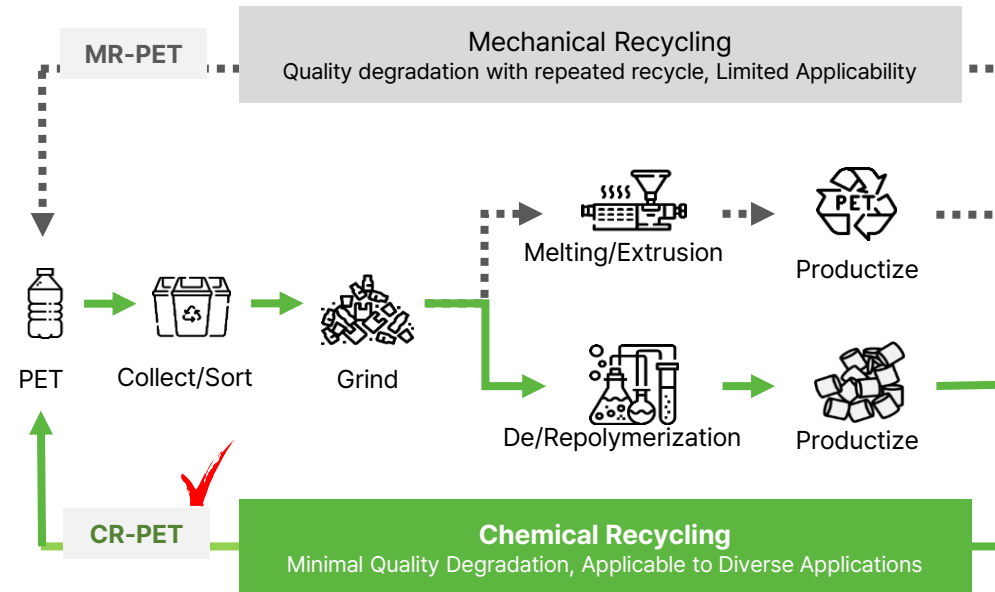 MR-PET
Mechanical Recycling
Quality degradation with repeated recycle, Limited Applicability
PET
Melting/Extrusion
Productize
PET
Collect/Sort
Grind
De/Repolymerization
Productize
CR-PET
Chemical Recycling
Minimal Quality Degradation, Applicable to Diverse Applications